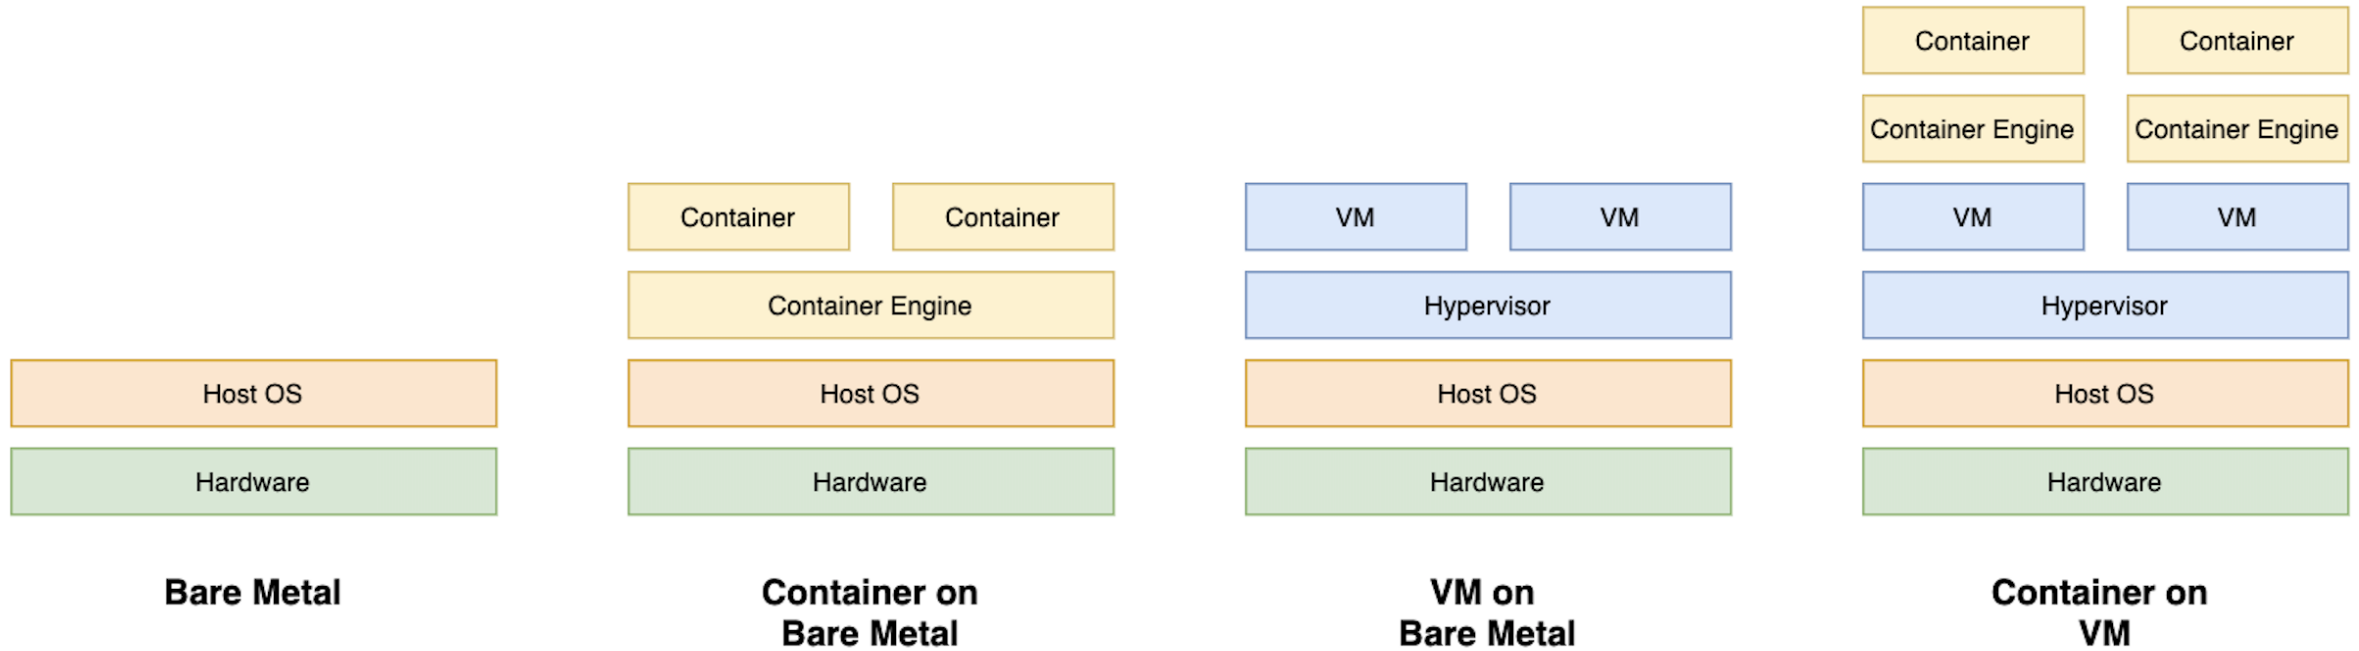 Container
Container
Container Engine
Container Engine
Container
Container
VM
VM
VM
VM
Container Engine
Hypervisor
Hypervisor
Host OS
Host OS
Host OS
Host OS
Hardware
Hardware
Hardware
Hardware
Bare Metal
Container on
Bare Metal
VM on
Bare Metal
Container on
VM